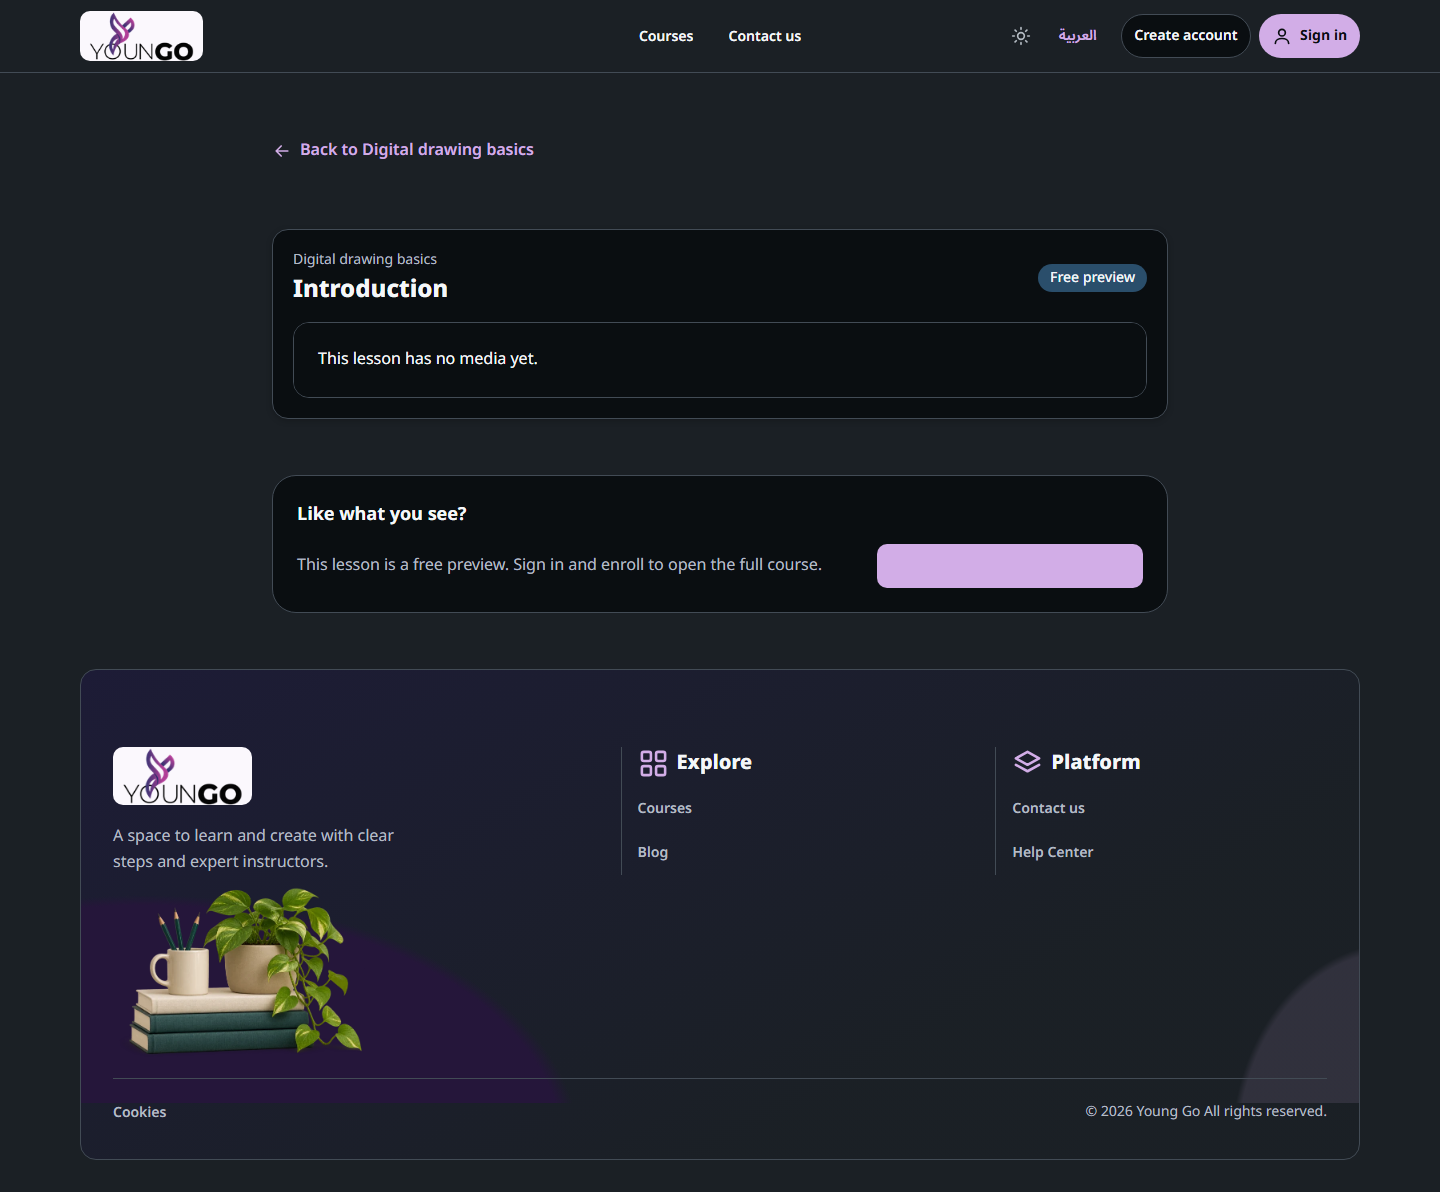 YOUNGO
Courses
Contact us
العربية
Create account
Sign in
Back to Digital drawing basics
Digital drawing basics
Introduction
Free preview
This lesson has no media yet.
Like what you see?
This lesson is a free preview. Sign in and enroll to open the full course.
YOUNGO
A space to learn and create with clear
steps and expert instructors.
Explore
Courses
Blog
Platform
Contact us
Help Center
Cookies
© 2026 Young Go All rights reserved.